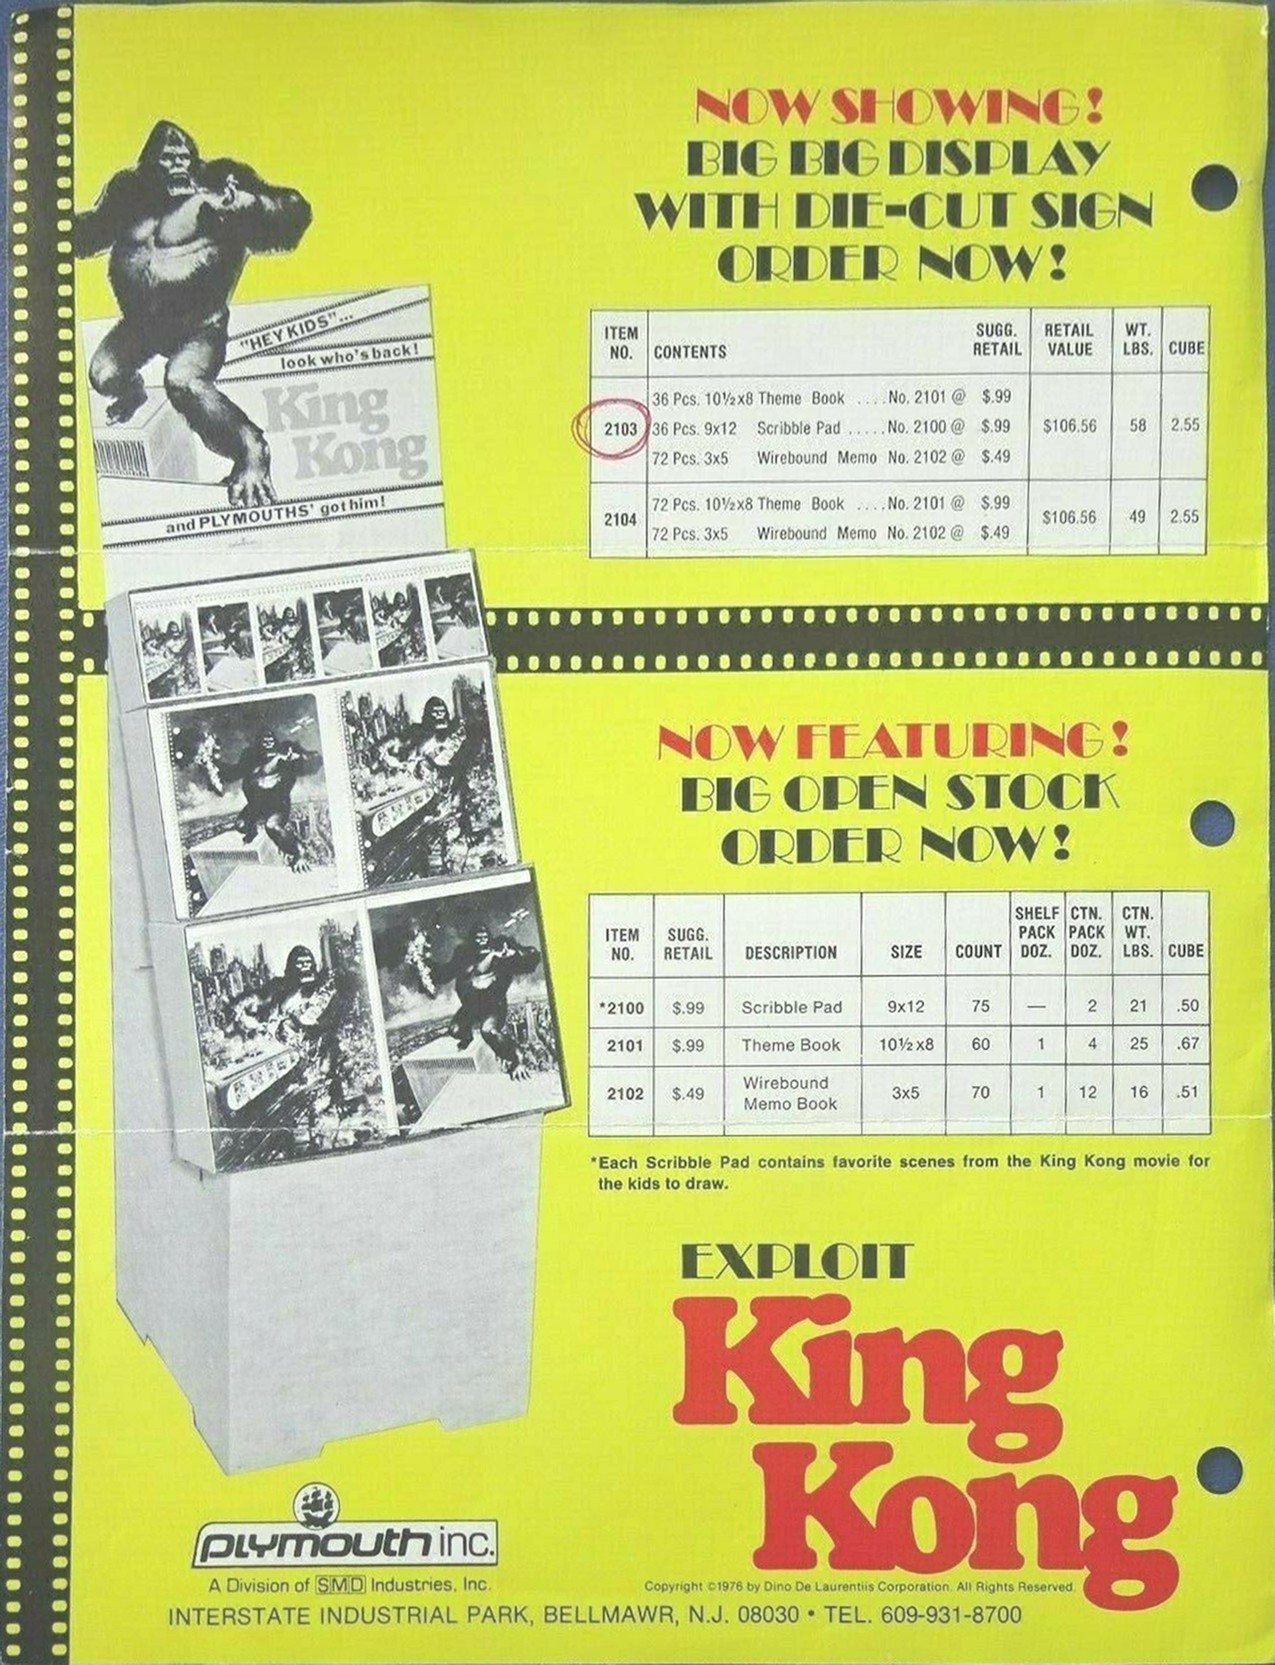 NOW SHOWING!
BIG BIG DISPLAY
WITH DIE-CUT SIGN
ORDER NOW!
"HEY KIDS"...
look who's back!
King
Kong
and PLYMOUTHS' got him!
ITEM NO. CONTENTS SUGG. RETAIL RETAIL VALUE WT. LBS. CUBE
2103 36 Pcs. 10½x8 Theme Book ....No. 2101 @ $.99
36 Pcs. 9x12 Scribble Pad .....No. 2100 @ $.99 $106.56 58 2.55
72 Pcs. 3x5 Wirebound Memo No. 2102 @ $.49
2104 72 Pcs. 10½x8 Theme Book ....No. 2101 @ $.99 $106.56 49 2.55
72 Pcs. 3x5 Wirebound Memo No. 2102 @ $.49
NOW FEATURING!
BIG OPEN STOCK
ORDER NOW!
ITEM NO. SUGG. RETAIL DESCRIPTION SIZE COUNT SHELF PACK DOZ. CTN. PACK DOZ. CTN. WT. LBS. CUBE
*2100 $.99 Scribble Pad 9x12 75 — 2 21 .50
2101 $.99 Theme Book 10½x8 60 1 4 25 .67
2102 $.49 Wirebound Memo Book 3x5 70 1 12 16 .51
*Each Scribble Pad contains favorite scenes from the King Kong movie for
the kids to draw.
EXPLOIT
King
Kong
PLYMOUTH inc.
A Division of SMD Industries, Inc.
Copyright ©1976 by Dino De Laurentiis Corporation. All Rights Reserved.
INTERSTATE INDUSTRIAL PARK, BELLMAWR, N.J. 08030 • TEL. 609-931-8700